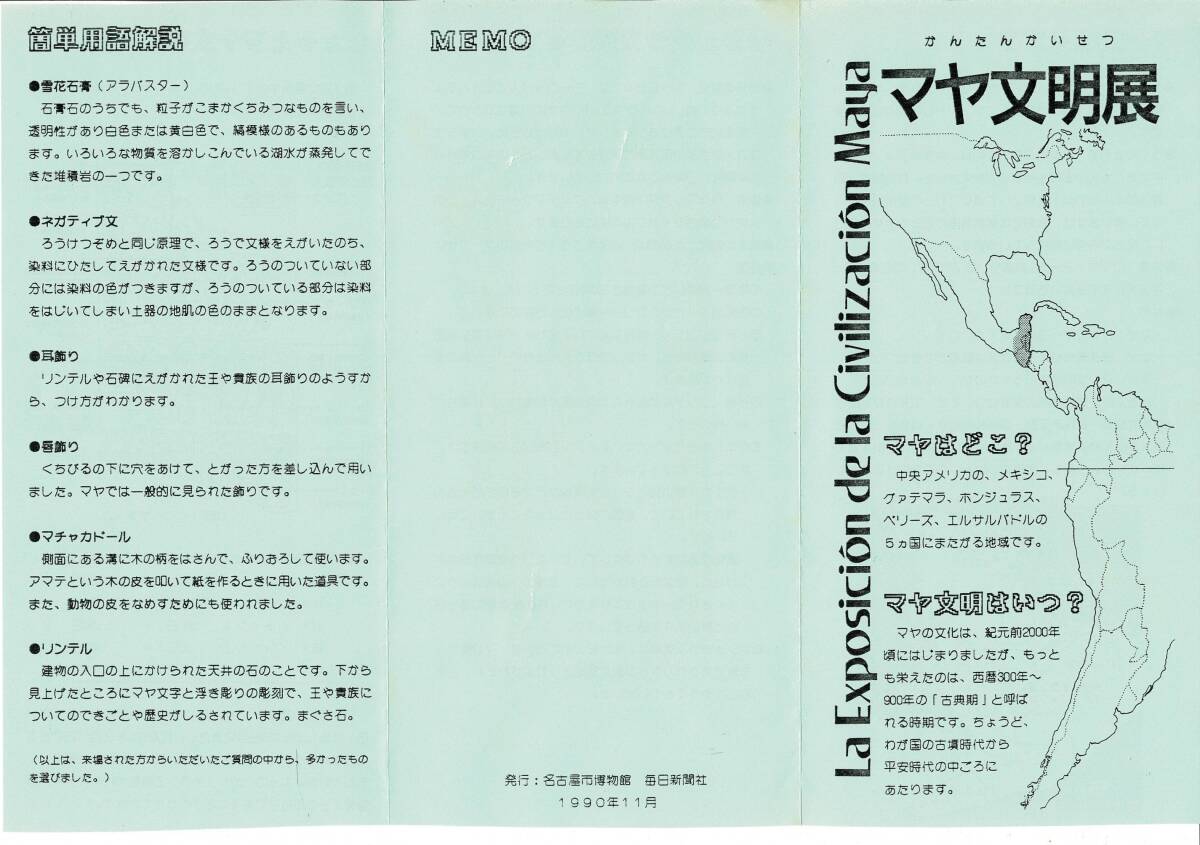 簡単用語解説
●雪花石膏(アラバスター)
石膏石のうちでも、粒子がこまかくちみつなものを言い、
透明性があり白色または黄白色で、縞模様のあるものもあり
ます。いろいろな物質を溶かしこんでいる湖水が蒸発してで
きた堆積岩の一つです。
●ネガティブ文
ろうけつぞめと同じ原理で、ろうで文様をえがいたのち、
染料にひたしてえがかれた文様です。ろうのついていない部
分には染料の色がつきますが、ろうのついている部分は染料
をはじいてしまい土器の地肌の色のままとなります。
●耳飾り
リンテルや石碑にえがかれた王や貴族の耳飾りのようすか
ら、つけ方がわかります。
●唇飾り
くちびるの下に穴をあけて、とがった方を差し込んで用い
ました。マヤでは一般的に見られた飾りです。
●マチャカドール
側面にある溝に木の柄をはさんで、ふりおろして使います。
アマテという木の皮を叩いて紙を作るときに用いた道具です。
また、動物の皮をなめすためにも使われました。
●リンテル
建物の入口の上にかけられた天井の石のことです。下から
見上げたところにマヤ文字と浮き彫りの彫刻で、王や貴族に
ついてのできごとや歴史がしるされています。まぐさ石。
(以上は、来場された方からいただいたご質問の中から、多かったもの
を選びました。)
MEMO
発行:名古屋市博物館 毎日新聞社
1990年11月
かんたんかいせつ
マヤ文明展
La Exposición de la Civilización Maya
マヤはどこ?
中央アメリカの、メキシコ、
グァテマラ、ホンジュラス、
ベリーズ、エルサルバドルの
5ヵ国にまたがる地域です。
マヤ文明はいつ?
マヤの文化は、紀元前2000年
頃にはじまりましたが、もっと
も栄えたのは、西暦300年~
900年の「古典期」と呼ば
れる時期です。ちょうど、
わが国の古墳時代から
平安時代の中ごろに
あたります。